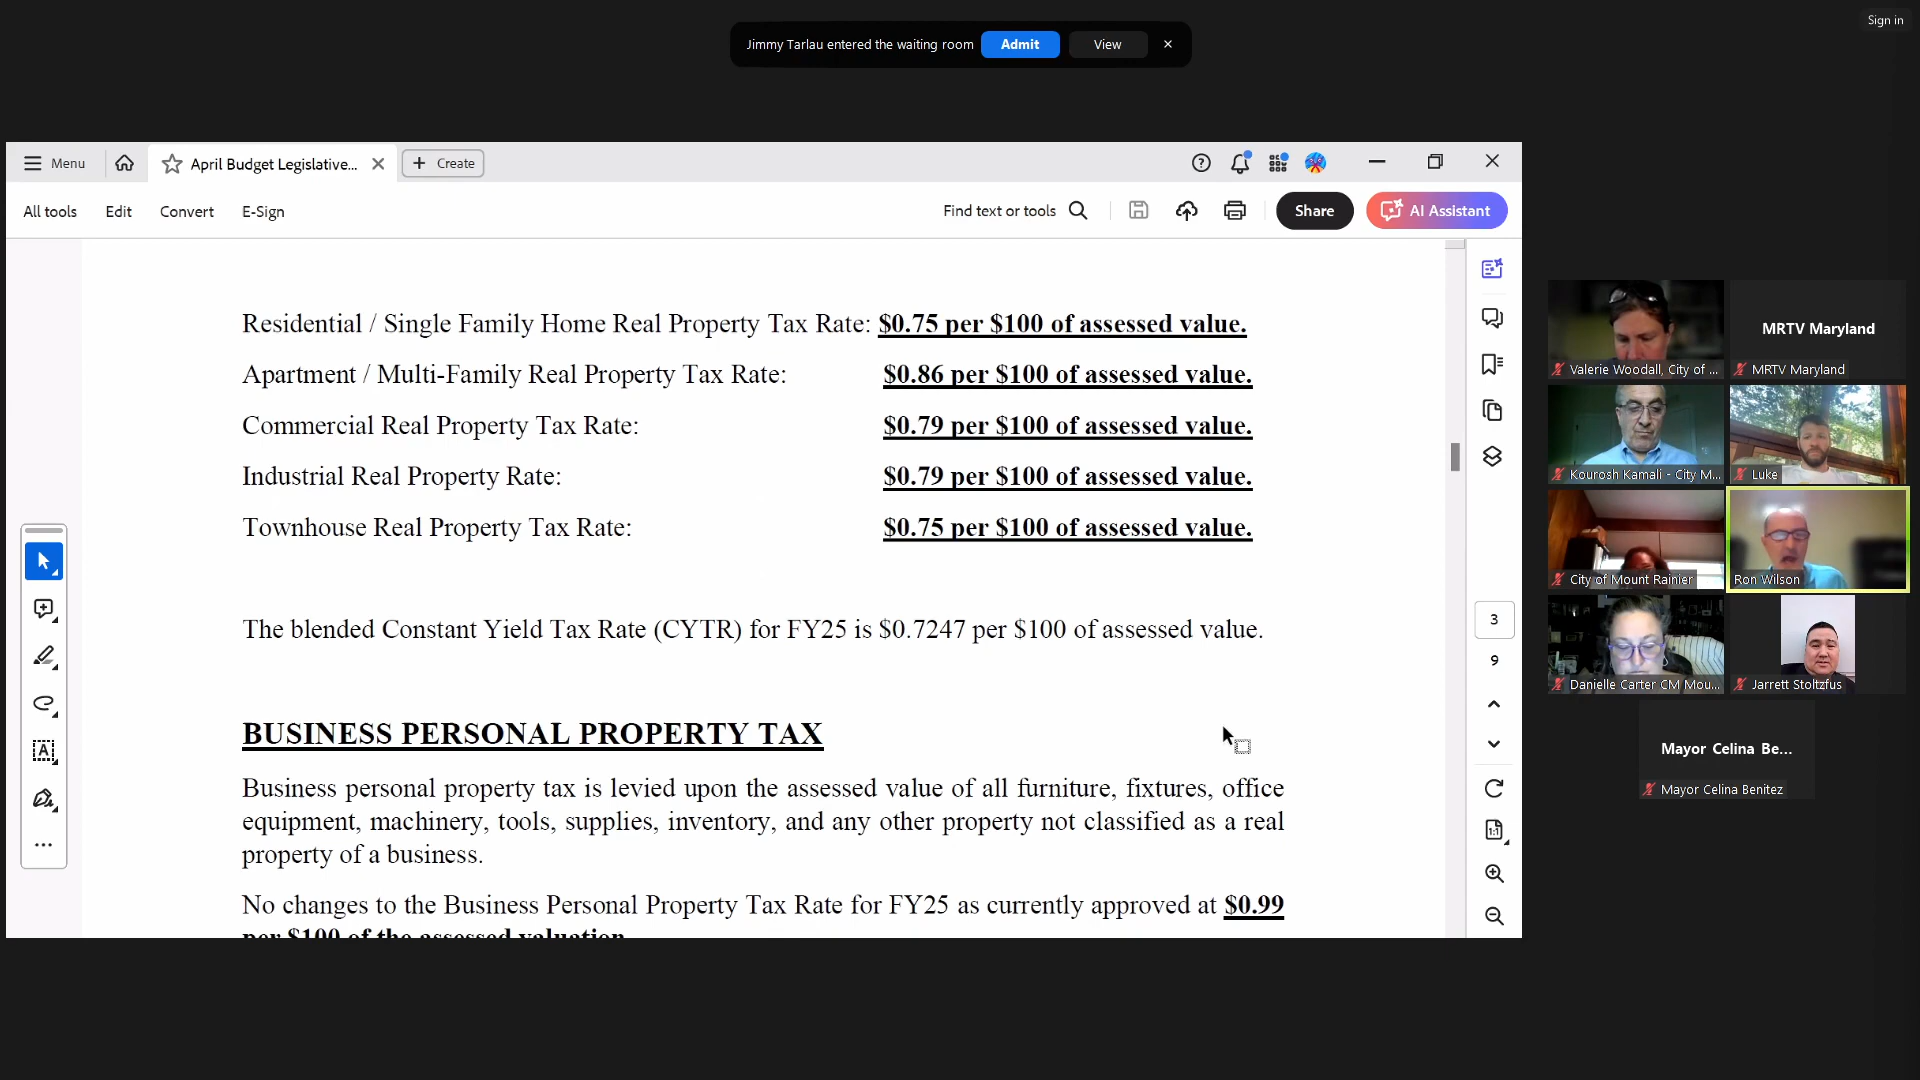 Sign in
Jimmy Tarlau entered the waiting room Admit View
Menu April Budget Legislative... Create
All tools Edit Convert E-Sign Find text or tools Share AI Assistant
Residential / Single Family Home Real Property Tax Rate: $0.75 per $100 of assessed value.
Apartment / Multi-Family Real Property Tax Rate: $0.86 per $100 of assessed value.
Commercial Real Property Tax Rate: $0.79 per $100 of assessed value.
Industrial Real Property Rate: $0.79 per $100 of assessed value.
Townhouse Real Property Tax Rate: $0.75 per $100 of assessed value.
The blended Constant Yield Tax Rate (CYTR) for FY25 is $0.7247 per $100 of assessed value.
BUSINESS PERSONAL PROPERTY TAX
Business personal property tax is levied upon the assessed value of all furniture, fixtures, office
equipment, machinery, tools, supplies, inventory, and any other property not classified as a real
property of a business.
No changes to the Business Personal Property Tax Rate for FY25 as currently approved at $0.99
per $100 of the assessed valuation
3
9
1:1
MRTV Maryland
Valerie Woodall, City of ...
MRTV Maryland
Kourosh Kamali - City M...
Luke
City of Mount Rainier
Ron Wilson
Danielle Carter CM Mou...
Jarrett Stoltzfus
Mayor Celina Be...
Mayor Celina Benitez